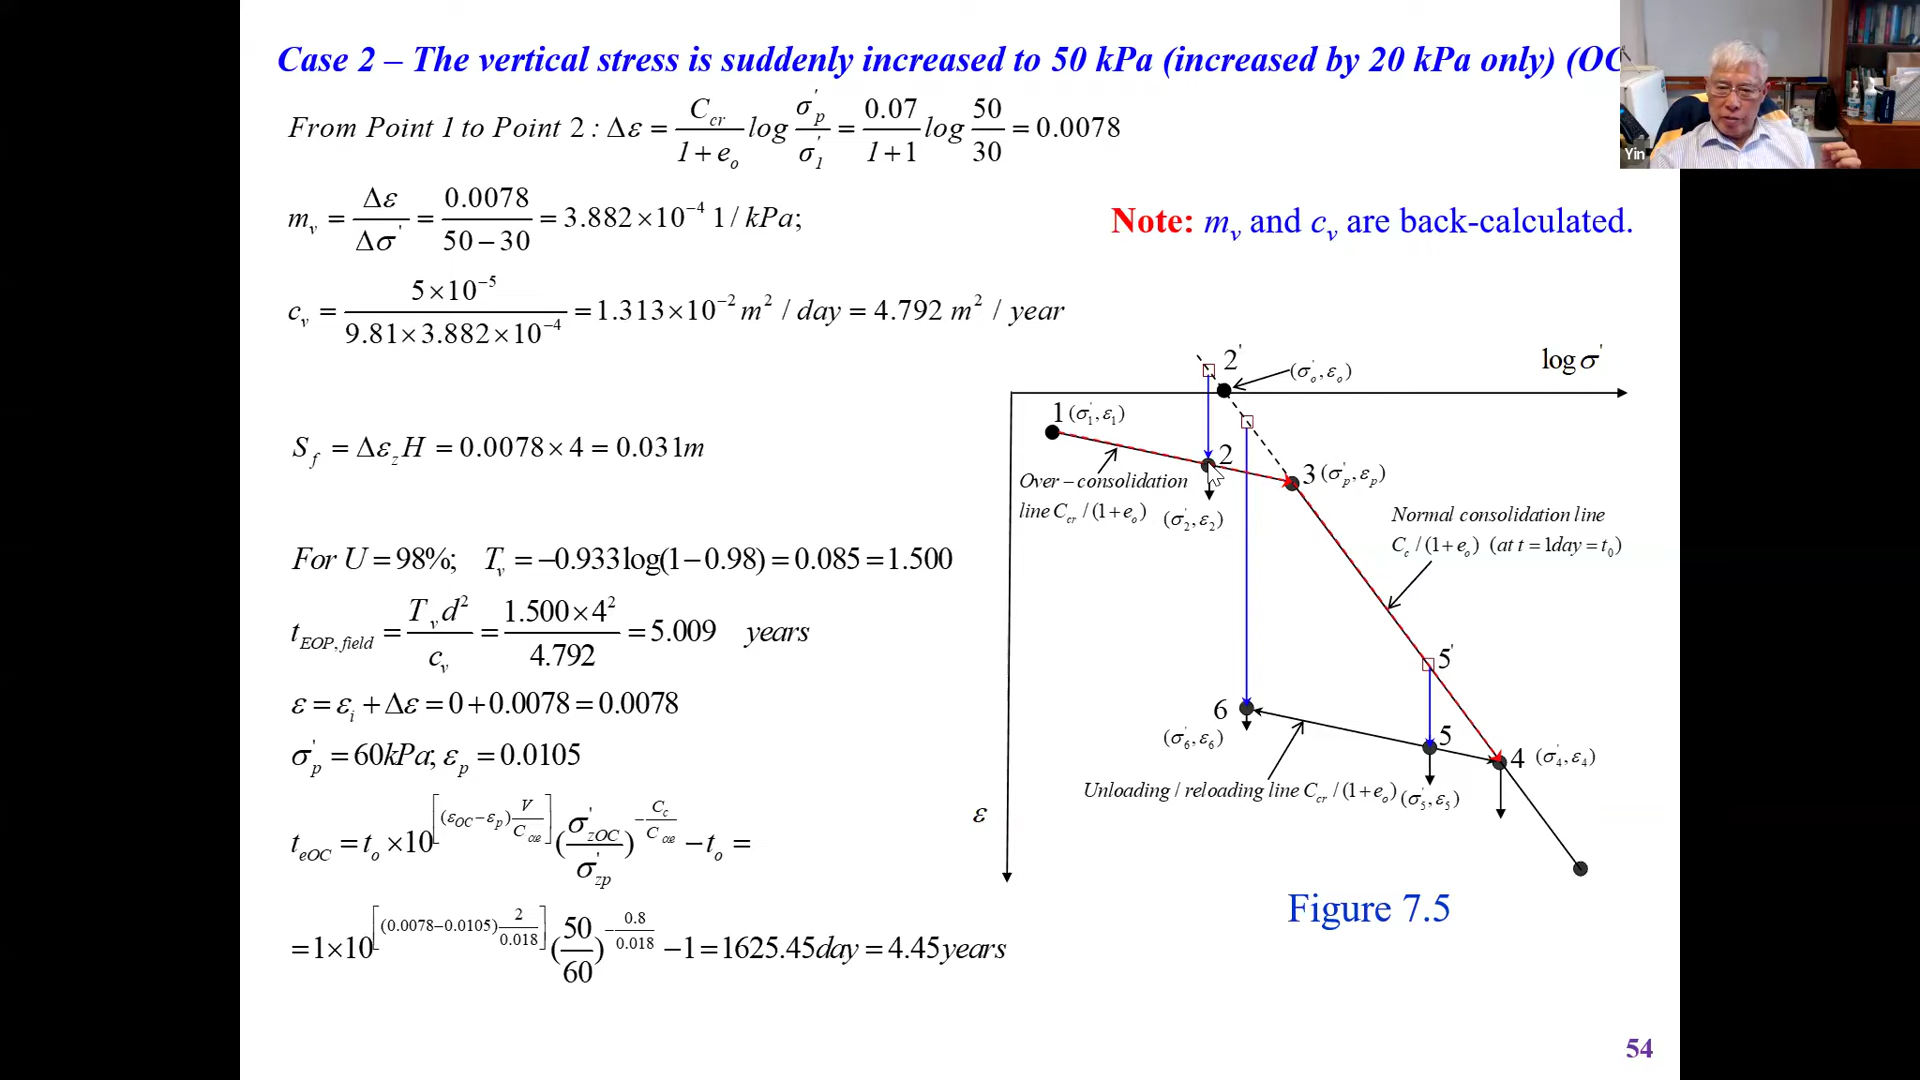 Case 2 – The vertical stress is suddenly increased to 50 kPa (increased by 20 kPa only) (OC
From Point 1 to Point 2 : Δε = C_cr / (1+e_o) log σ'_p / σ'_1 = 0.07 / (1+1) log 50 / 30 = 0.0078
m_v = Δε / Δσ' = 0.0078 / (50−30) = 3.882×10⁻⁴ 1/ kPa;
Note: m_v and c_v are back-calculated.
c_v = 5×10⁻⁵ / (9.81×3.882×10⁻⁴) = 1.313×10⁻² m² / day = 4.792 m² / year
S_f = Δε_z H = 0.0078×4 = 0.031m
For U = 98%; T_v = −0.933log(1−0.98) − 0.085 = 1.500
t_EOP,field = T_v d² / c_v = 1.500×4² / 4.792 = 5.009 years
ε = ε_i + Δε = 0+0.0078 = 0.0078
σ'_p = 60kPa; ε_p = 0.0105
t_eOC = t_o ×10^[(ε_OC−ε_p) V / C_αe] (σ'_zOC / σ'_zp)^(−C_c / C_αe) − t_o =
= 1×10^[(0.0078−0.0105) 2 / 0.018] (50 / 60)^(−0.8 / 0.018) −1 = 1625.45day = 4.45years
log σ'
2'
(σ'_o, ε_o)
1 (σ'_1, ε_1)
2
3 (σ'_p, ε_p)
Over – consolidation
line C_cr / (1+e_o)
(σ'_2, ε_2)
Normal consolidation line
C_c / (1+e_o) (at t = 1day = t_0)
5'
6
(σ'_6, ε_6)
5
4 (σ'_4, ε_4)
Unloading / reloading line C_cr / (1+e_o)
(σ'_5, ε_5)
ε
Figure 7.5
54
Yin